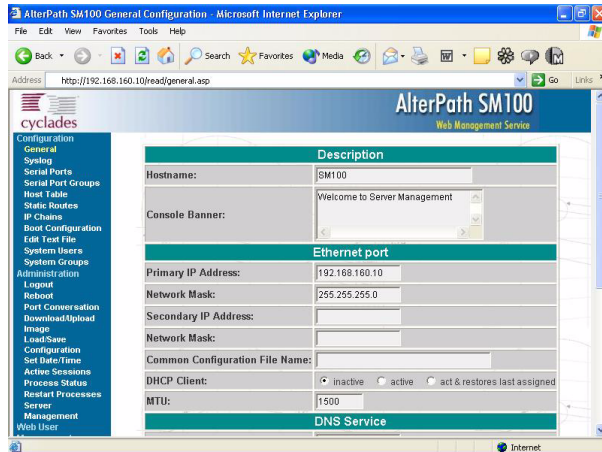 AlterPath SM100 General Configuration - Microsoft Internet Explorer
File Edit View Favorites Tools Help
Back Search Favorites Media
Address http://192.168.160.10/read/general.asp Go Links
cyclades
AlterPath SM100
Web Management Service
Configuration
General
Syslog
Serial Ports
Serial Port Groups
Host Table
Static Routes
IP Chains
Boot Configuration
Edit Text File
System Users
System Groups
Administration
Logout
Reboot
Port Conversation
Download/Upload
Image
Load/Save
Configuration
Set Date/Time
Active Sessions
Process Status
Restart Processes
Server
Management
Web User
Description
Hostname: SM100
Console Banner: Welcome to Server Management
Ethernet port
Primary IP Address: 192.168.160.10
Network Mask: 255.255.255.0
Secondary IP Address:
Network Mask:
Common Configuration File Name:
DHCP Client: inactive active act & restores last assigned
MTU: 1500
DNS Service
Internet